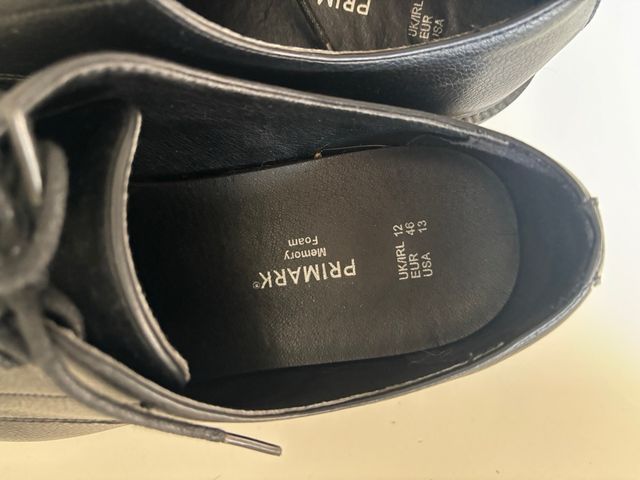 PRIMARK
UK/IRL
EUR
USA
UK/IRL 12
EUR 46
USA 13
PRIMARK®
Memory
Foam